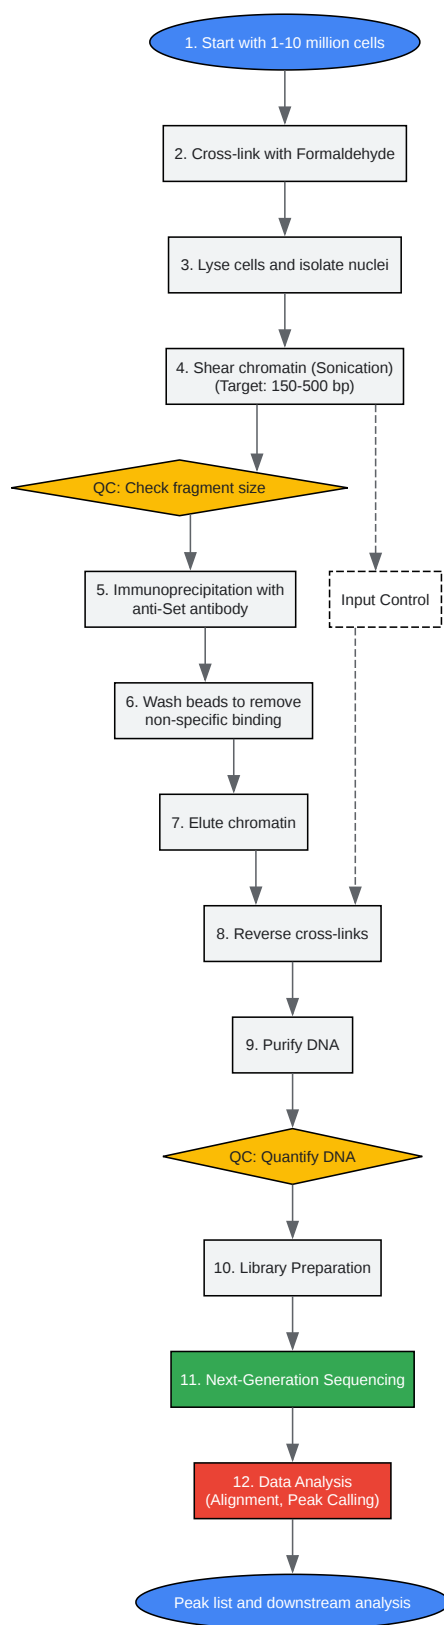 1. Start with 1-10 million cells
2. Cross-link with Formaldehyde
3. Lyse cells and isolate nuclei
4. Shear chromatin (Sonication)
(Target: 150-500 bp)
QC: Check fragment size
5. Immunoprecipitation with
anti-Set antibody
Input Control
6. Wash beads to remove
non-specific binding
7. Elute chromatin
8. Reverse cross-links
9. Purify DNA
QC: Quantify DNA
10. Library Preparation
11. Next-Generation Sequencing
12. Data Analysis
(Alignment, Peak Calling)
Peak list and downstream analysis